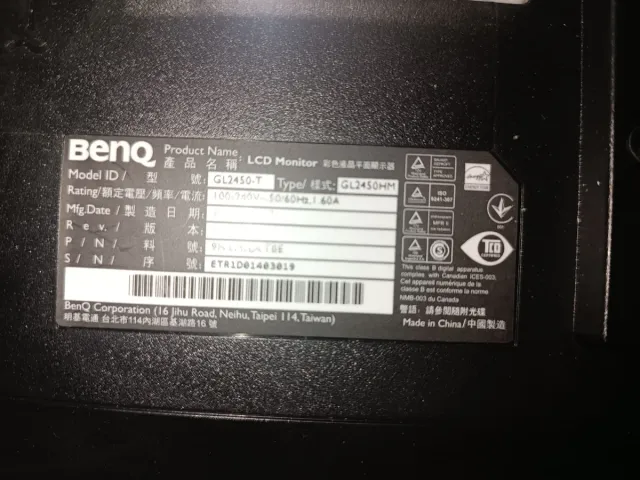 BenQ
Product Name
產品名稱: LCD Monitor 彩色液晶平面顯示器
Model ID / 型號: GL2450-T Type/樣式: GL2450HM
Rating/額定電壓/頻率/電流: 100-240V~50/60Hz,1.60A
Mfg.Date / 製造日期:
Rev./ 版本:
P/N/ 料號:
S/N/ 序號: ETR1D01403019
BenQ Corporation (16 Jihu Road, Neihu, Taipei 114, Taiwan)
明基電通 台北市114內湖區基湖路16號
ISO
TCO
This class B digital apparatus
complies with Canadian ICES-003.
Cet appareil numérique de la
classe B est conforme à la norme
NMB-003 du Canada
警語: 請參閱隨附光碟
Made in China/中國製造